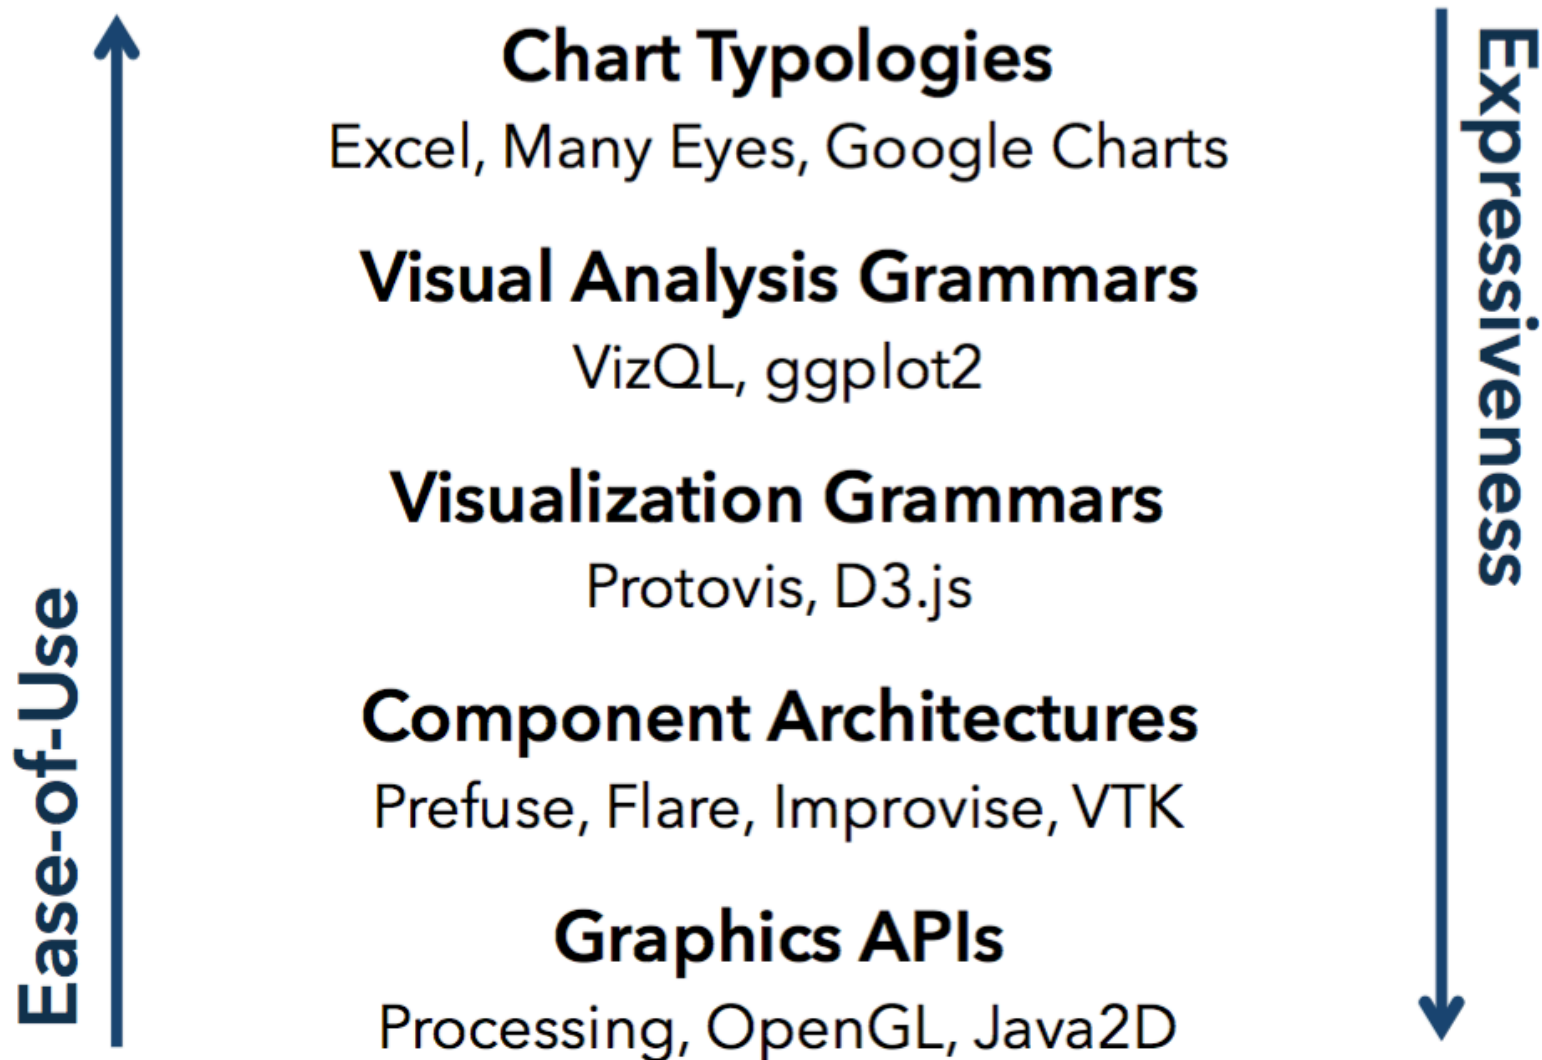 Chart Typologies
Excel, Many Eyes, Google Charts
Visual Analysis Grammars
VizQL, ggplot2
Visualization Grammars
Protovis, D3.js
Component Architectures
Prefuse, Flare, Improvise, VTK
Graphics APIs
Processing, OpenGL, Java2D
Ease-of-Use
Expressiveness